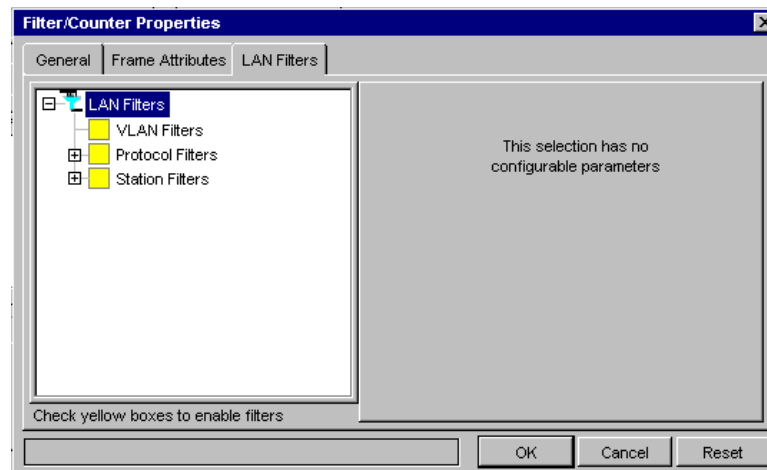 Filter/Counter Properties
General Frame Attributes LAN Filters
LAN Filters
VLAN Filters
Protocol Filters
Station Filters
This selection has no
configurable parameters
Check yellow boxes to enable filters
OK Cancel Reset